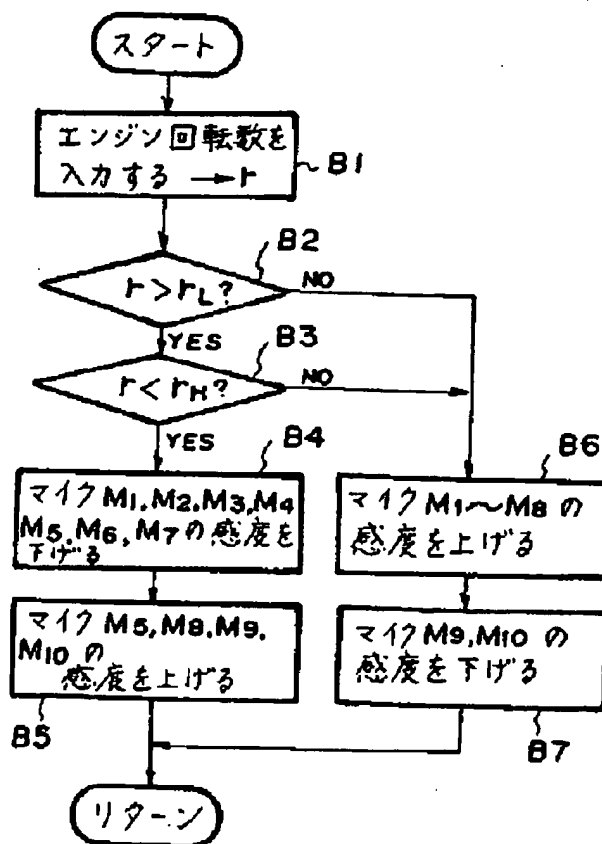 スタート
エンジン回転数を
入力する →r
B1
B2
r>rL?
NO
YES
B3
r<rH?
NO
YES
B4
マイクM1,M2,M3,M4
M5,M6,M7の感度を
下げる
B6
マイクM1〜M8の
感度を上げる
マイクM5,M8,M9,
M10の
感度を上げる
B5
マイクM9,M10の
感度を下げる
B7
リターン